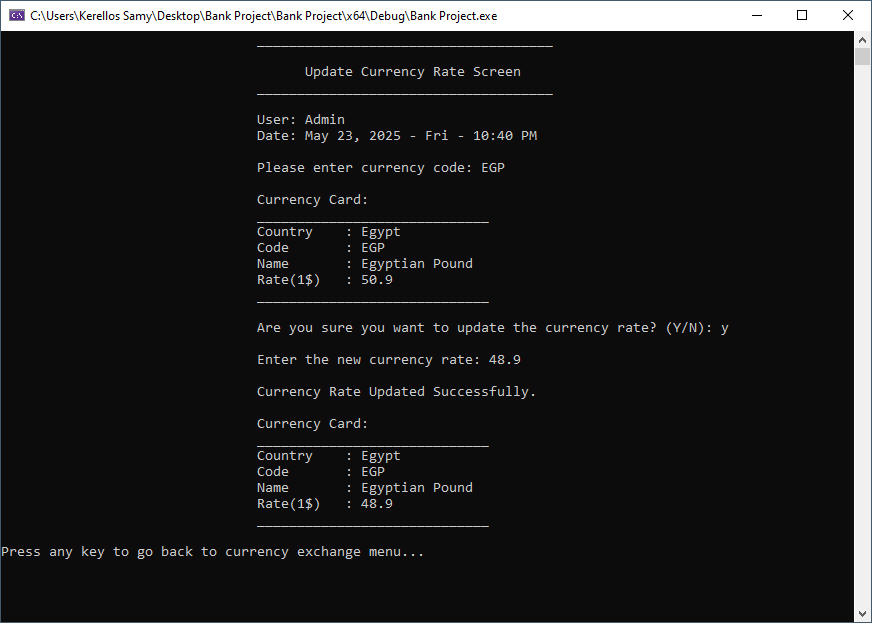 C:\Users\Kerellos Samy\Desktop\Bank Project\Bank Project\x64\Debug\Bank Project.exe
_____________________________________
Update Currency Rate Screen
_____________________________________
User: Admin
Date: May 23, 2025 - Fri - 10:40 PM
Please enter currency code: EGP
Currency Card:
_____________________________
Country    : Egypt
Code       : EGP
Name       : Egyptian Pound
Rate(1$)   : 50.9
_____________________________
Are you sure you want to update the currency rate? (Y/N): y
Enter the new currency rate: 48.9
Currency Rate Updated Successfully.
Currency Card:
_____________________________
Country    : Egypt
Code       : EGP
Name       : Egyptian Pound
Rate(1$)   : 48.9
_____________________________
Press any key to go back to currency exchange menu...